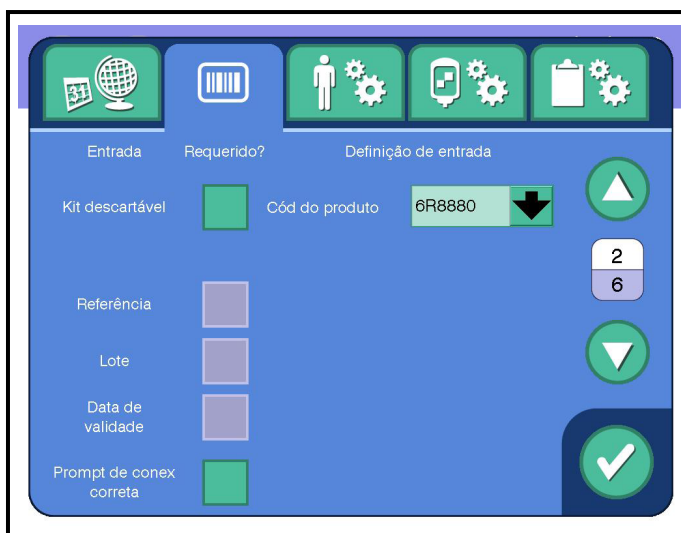 31
Entrada Requerido? Definição de entrada
Kit descartável Cód do produto 6R8880
2
6
Referência
Lote
Data de
validade
Prompt de conex
correta